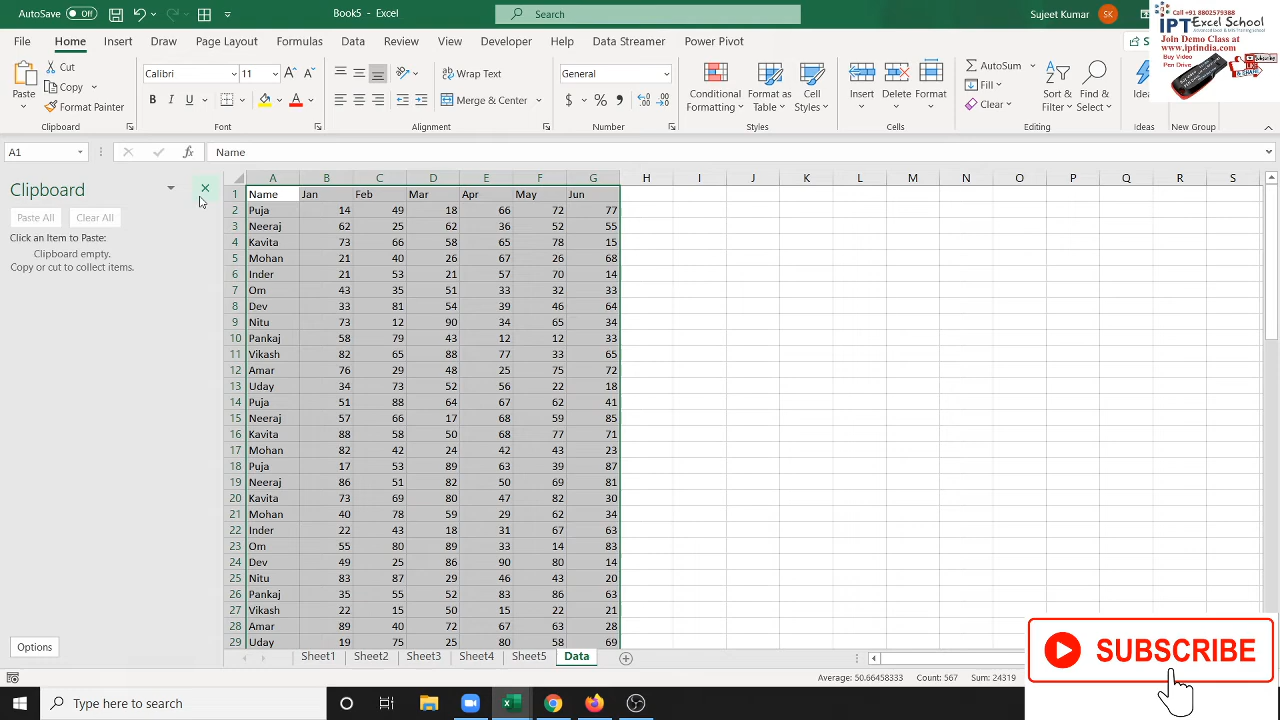 AutoSave Off Book5 - Excel Search Sujeet Kumar SK
Call +91 8802579388
IPT Excel School
Advanced Excel & MIS Training School
Join Demo Class at
www.iptindia.com
Buy Video
Pen Drive
File Home Insert Draw Page Layout Formulas Data Review View Developer Data Streamer Power Pivot
Cut
Copy
Format Painter
Paste
Calibri 11
Wrap Text
Merge & Center
General
Conditional Formatting
Format as Table
Cell Styles
Insert Delete Format
AutoSum
Fill
Clear
Sort & Filter
Find & Select
Ideas
Clipboard Font Alignment Number Styles Cells Editing Ideas New Group
A1 fx Name
Clipboard
Paste All Clear All
Click an Item to Paste:
Clipboard empty.
Copy or cut to collect items.
Options
A B C D E F G H I J K L M N O P Q R S
1 Name Jan Feb Mar Apr May Jun
2 Puja 14 49 18 66 72 77
3 Neeraj 62 25 62 36 52 55
4 Kavita 73 66 58 65 78 15
5 Mohan 21 40 26 67 26 68
6 Inder 21 53 21 57 70 14
7 Om 43 35 51 33 32 33
8 Dev 33 81 54 39 46 64
9 Nitu 73 12 90 34 65 34
10 Pankaj 58 79 43 12 12 33
11 Vikash 82 65 88 77 33 65
12 Amar 76 29 48 25 75 72
13 Uday 34 73 52 56 22 18
14 Puja 51 88 64 67 62 41
15 Neeraj 57 66 17 68 59 85
16 Kavita 88 58 50 68 77 71
17 Mohan 82 24 42 42 43 23
18 Puja 17 53 89 63 39 87
19 Neeraj 86 51 82 50 69 81
20 Kavita 73 69 80 47 82 30
21 Mohan 40 78 59 29 62 34
22 Inder 22 43 18 31 67 63
23 Om 55 80 89 33 14 83
24 Dev 49 25 86 90 80 14
25 Nitu 83 87 29 46 43 20
26 Pankaj 35 55 52 83 86 63
27 Vikash 22 15 50 15 22 21
28 Amar 89 40 72 67 63 28
29 Uday 19 75 25 80 58 69
Sheet1 Sheet2 Sheet3 Sheet4 Sheet5 Data
Average: 50.66458333 Count: 567 Sum: 24319
SUBSCRIBE
Type here to search